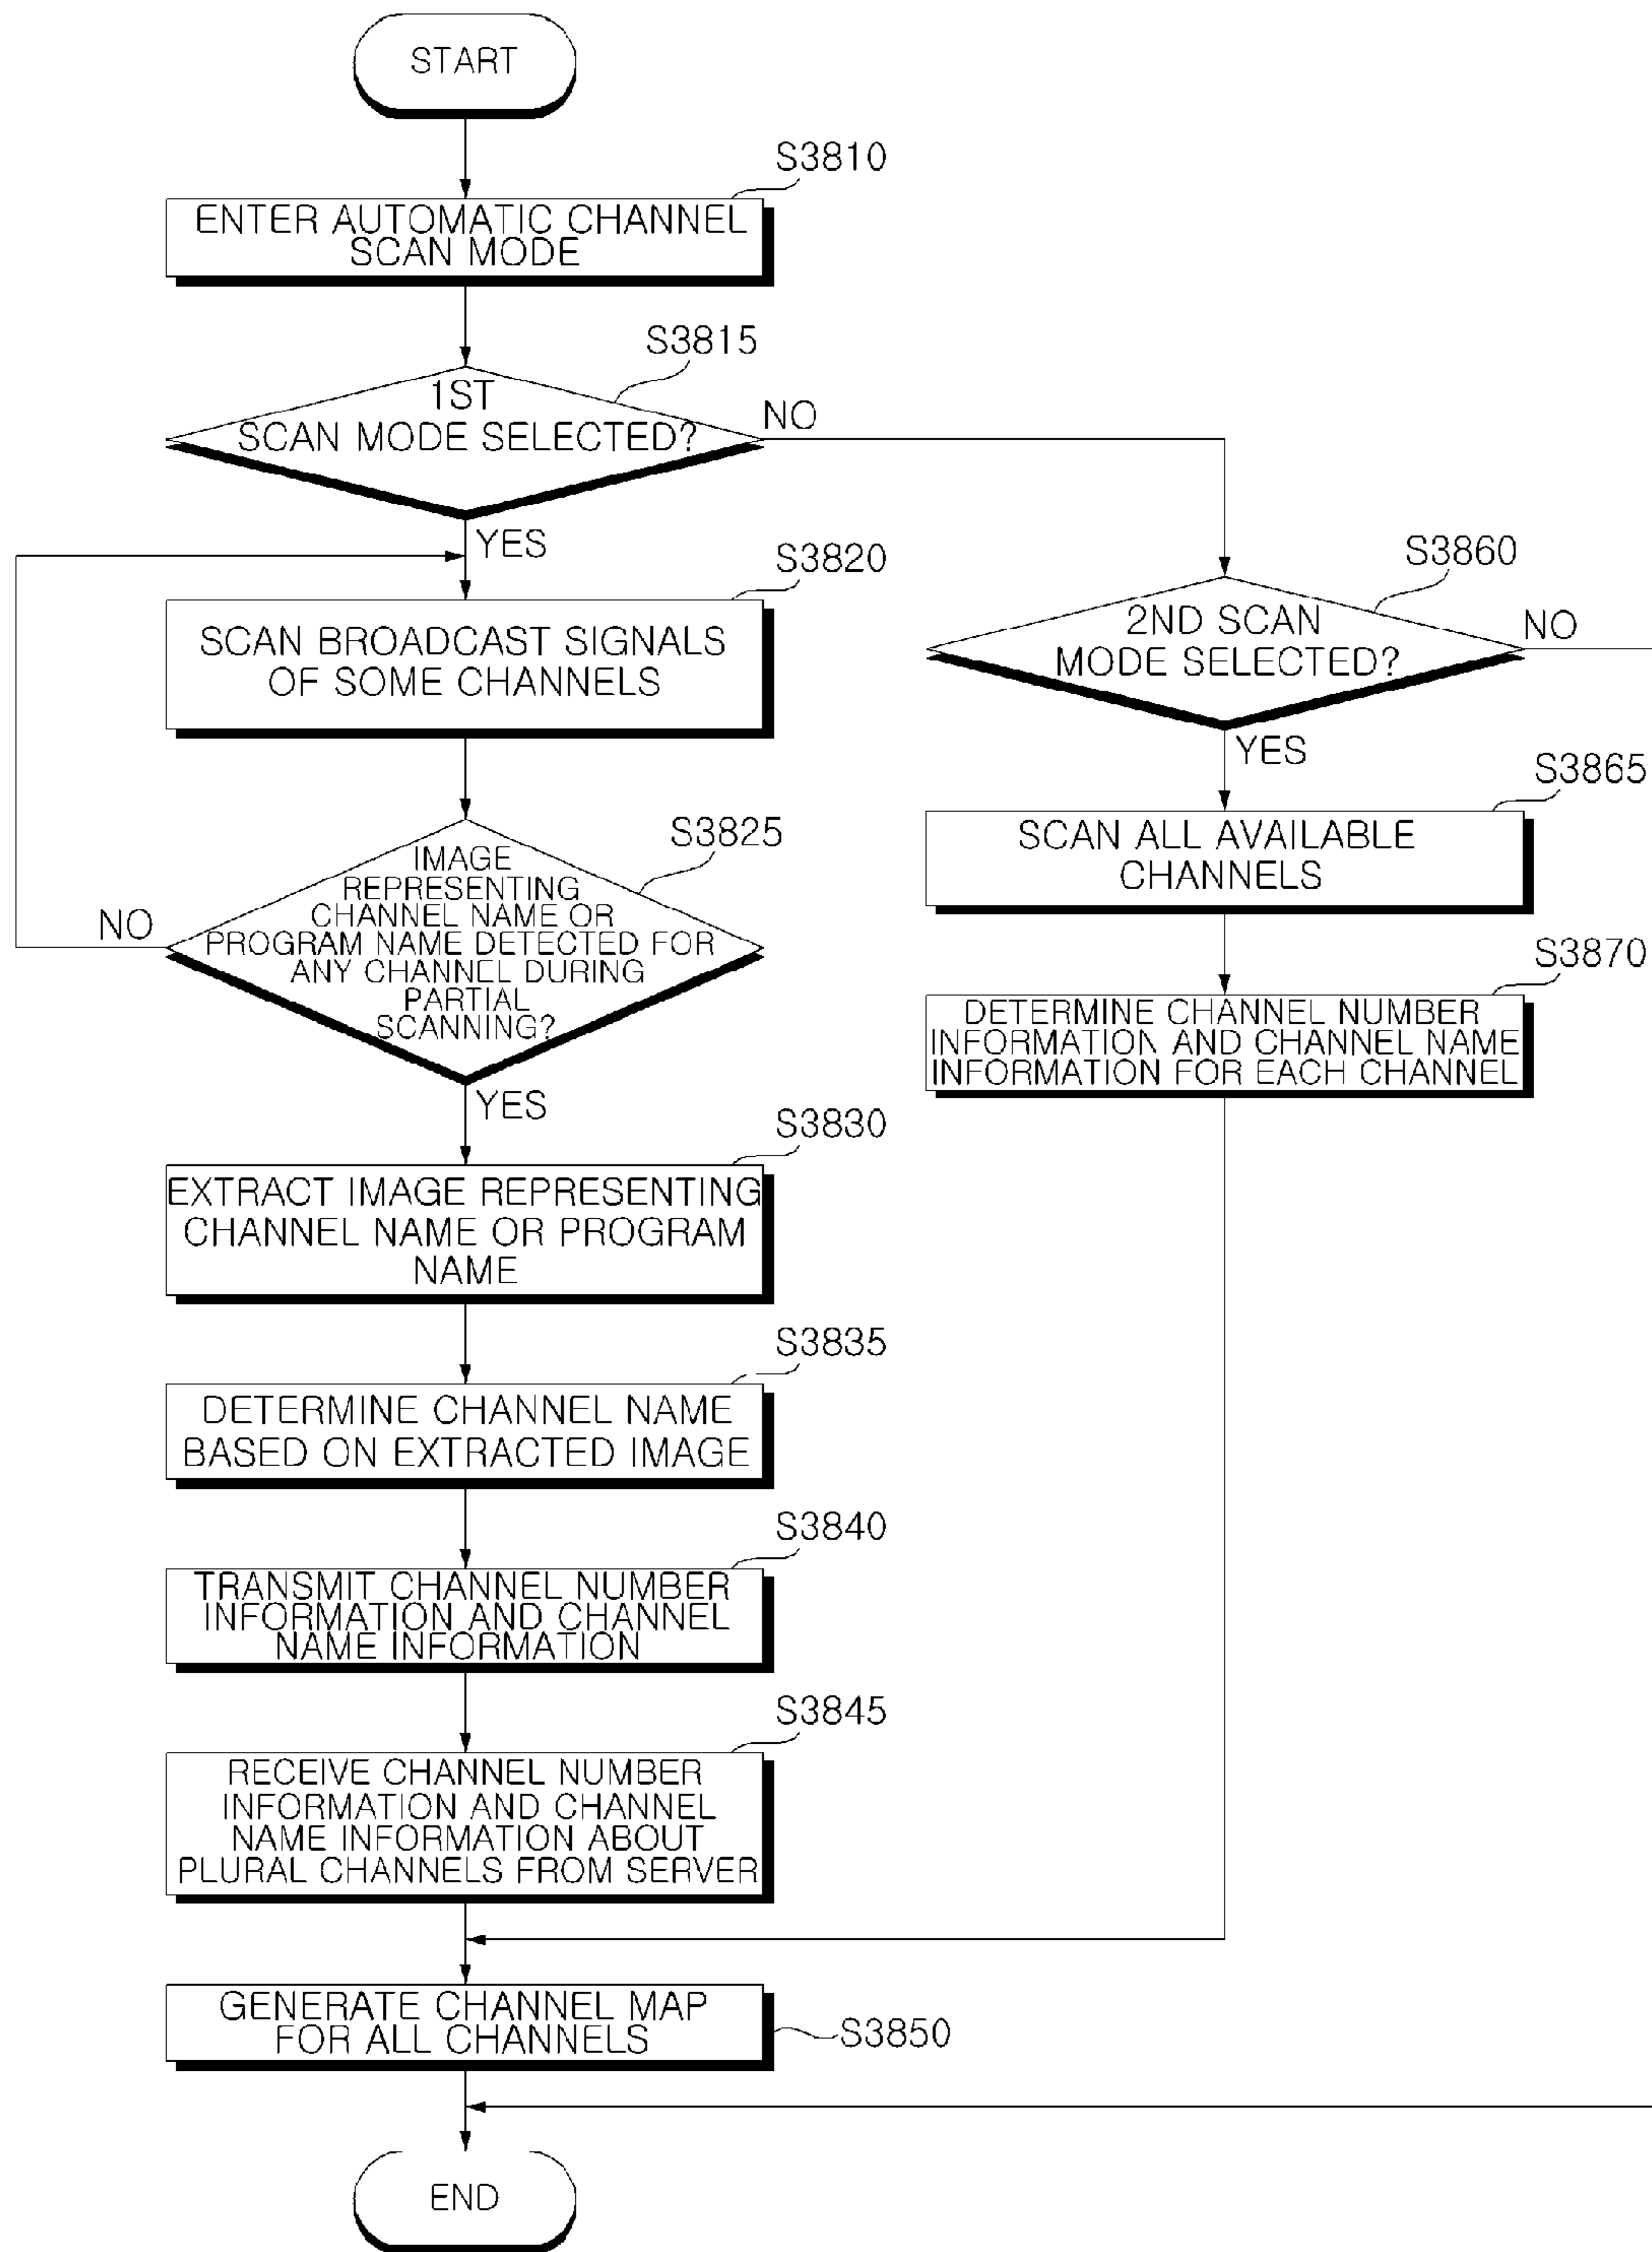 START
S3810
ENTER AUTOMATIC CHANNEL
SCAN MODE
S3815
1ST
SCAN MODE SELECTED?
NO
YES
S3820
SCAN BROADCAST SIGNALS
OF SOME CHANNELS
S3825
IMAGE
REPRESENTING
CHANNEL NAME OR
PROGRAM NAME DETECTED FOR
ANY CHANNEL DURING
PARTIAL
SCANNING?
NO
YES
S3830
EXTRACT IMAGE REPRESENTING
CHANNEL NAME OR PROGRAM
NAME
S3835
DETERMINE CHANNEL NAME
BASED ON EXTRACTED IMAGE
S3840
TRANSMIT CHANNEL NUMBER
INFORMATION AND CHANNEL
NAME INFORMATION
S3845
RECEIVE CHANNEL NUMBER
INFORMATION AND CHANNEL
NAME INFORMATION ABOUT
PLURAL CHANNELS FROM SERVER
GENERATE CHANNEL MAP
FOR ALL CHANNELS
S3850
END
S3860
2ND SCAN
MODE SELECTED?
NO
YES
S3865
SCAN ALL AVAILABLE
CHANNELS
S3870
DETERMINE CHANNEL NUMBER
INFORMATION AND CHANNEL NAME
INFORMATION FOR EACH CHANNEL